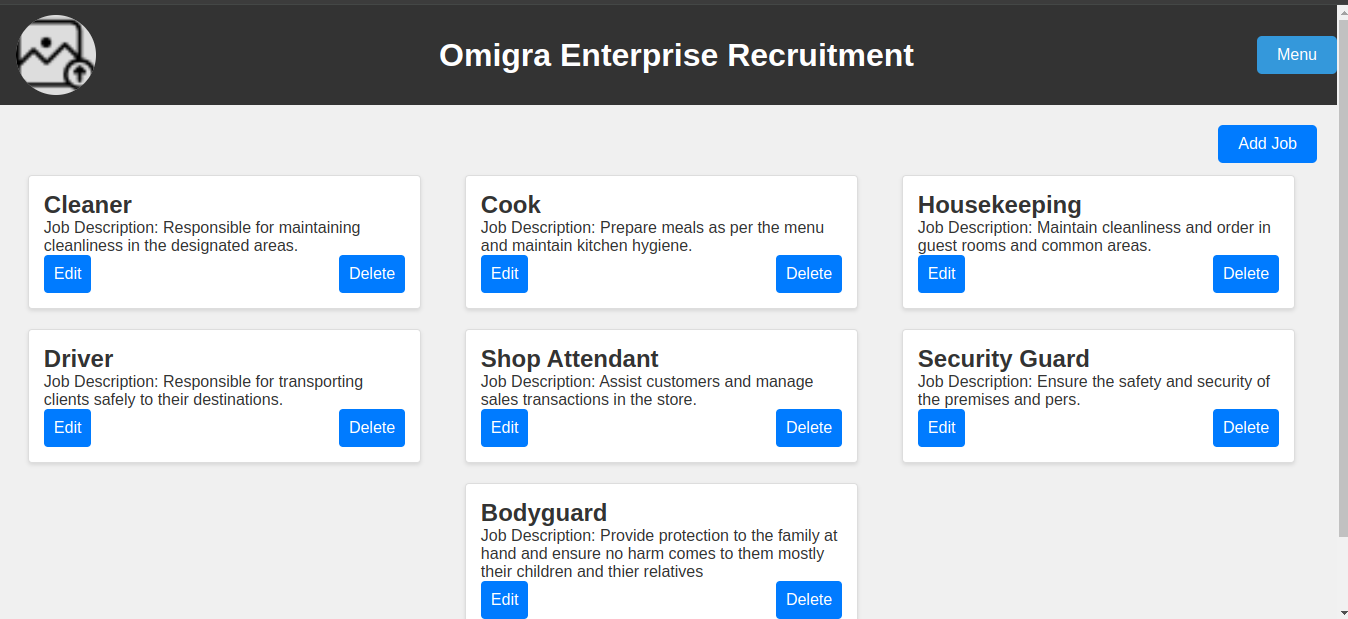 Omigra Enterprise Recruitment
Menu
Add Job
Cleaner
Job Description: Responsible for maintaining
cleanliness in the designated areas.
Edit
Delete
Cook
Job Description: Prepare meals as per the menu
and maintain kitchen hygiene.
Edit
Delete
Housekeeping
Job Description: Maintain cleanliness and order in
guest rooms and common areas.
Edit
Delete
Driver
Job Description: Responsible for transporting
clients safely to their destinations.
Edit
Delete
Shop Attendant
Job Description: Assist customers and manage
sales transactions in the store.
Edit
Delete
Security Guard
Job Description: Ensure the safety and security of
the premises and pers.
Edit
Delete
Bodyguard
Job Description: Provide protection to the family at
hand and ensure no harm comes to them mostly
their children and thier relatives
Edit
Delete